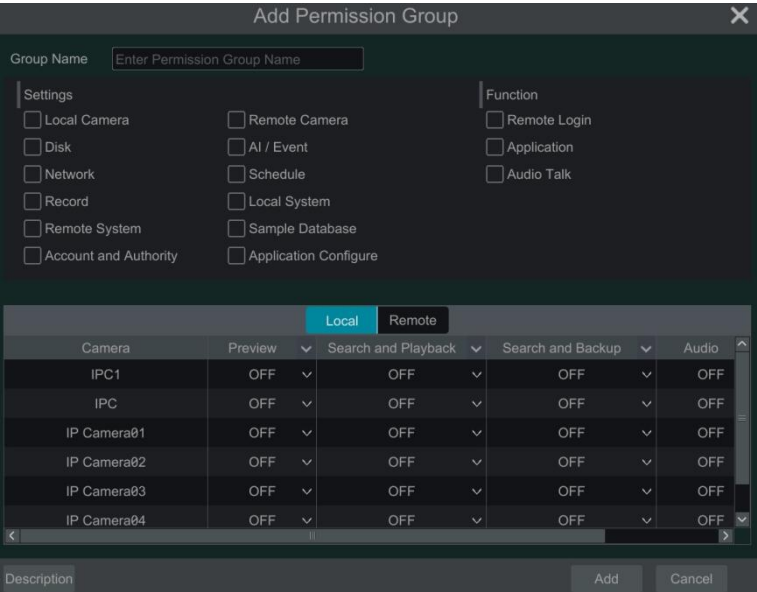 Add Permission Group
Group Name Enter Permission Group Name
Settings Function
Local Camera Remote Camera Remote Login
Disk AI / Event Application
Network Schedule Audio Talk
Record Local System
Remote System Sample Database
Account and Authority Application Configure
Local Remote
Camera Preview Search and Playback Search and Backup Audio
IPC1 OFF OFF OFF OFF
IPC OFF OFF OFF OFF
IP Camera01 OFF OFF OFF OFF
IP Camera02 OFF OFF OFF OFF
IP Camera03 OFF OFF OFF OFF
IP Camera04 OFF OFF OFF OFF
Description Add Cancel